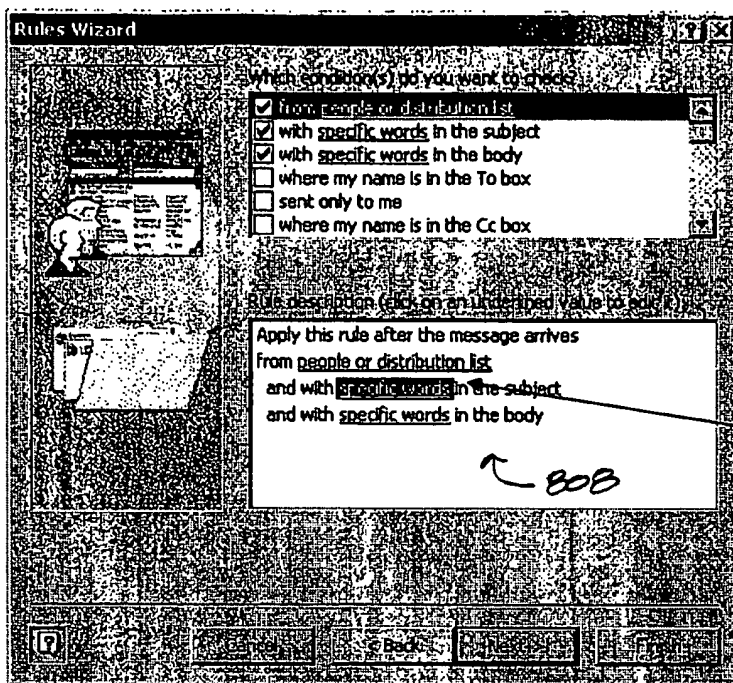 Rules Wizard
Which condition(s) do you want to check?
from people or distribution list
with specific words in the subject
with specific words in the body
where my name is in the To box
sent only to me
where my name is in the Cc box
Rule description (click on an underlined value to edit it):
Apply this rule after the message arrives
from people or distribution list
and with specific words in the subject
and with specific words in the body
808
Cancel < Back Next > Finish